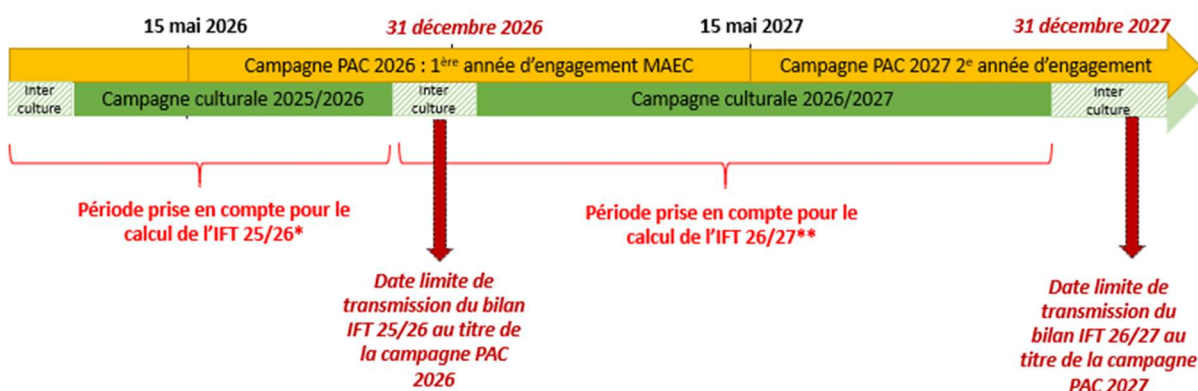 15 mai 2026
31 décembre 2026
15 mai 2027
31 décembre 2027
Campagne PAC 2026 : 1ère année d’engagement MAEC
Campagne PAC 2027 2e année d’engagement
Inter
culture
Campagne culturale 2025/2026
Inter
culture
Campagne culturale 2026/2027
Inter
culture
Période prise en compte pour le
calcul de l’IFT 25/26*
Période prise en compte pour le
calcul de l’IFT 26/27**
Date limite de
transmission du bilan
IFT 25/26 au titre de
la campagne PAC
2026
Date limite de
transmission du
bilan IFT 26/27 au
titre de la campagne
PAC 2027